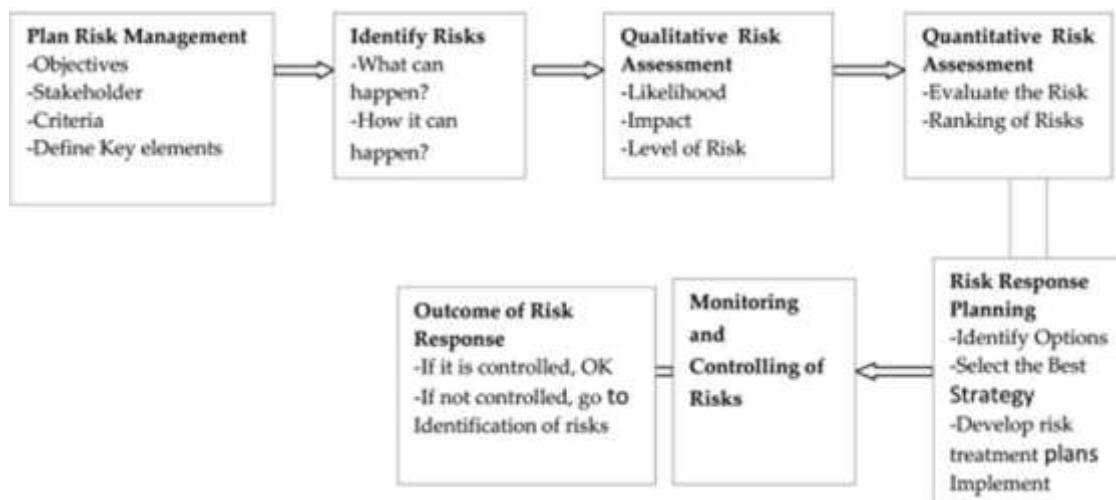 Plan Risk Management
-Objectives
-Stakeholder
-Criteria
-Define Key elements
Identify Risks
-What can
happen?
-How it can
happen?
Qualitative Risk
Assessment
-Likelihood
-Impact
-Level of Risk
Quantitative Risk
Assessment
-Evaluate the Risk
-Ranking of Risks
Risk Response
Planning
-Identify Options
-Select the Best
Strategy
-Develop risk
treatment plans
Implement
Monitoring
and
Controlling of
Risks
Outcome of Risk
Response
-If it is controlled, OK
-If not controlled, go to
Identification of risks